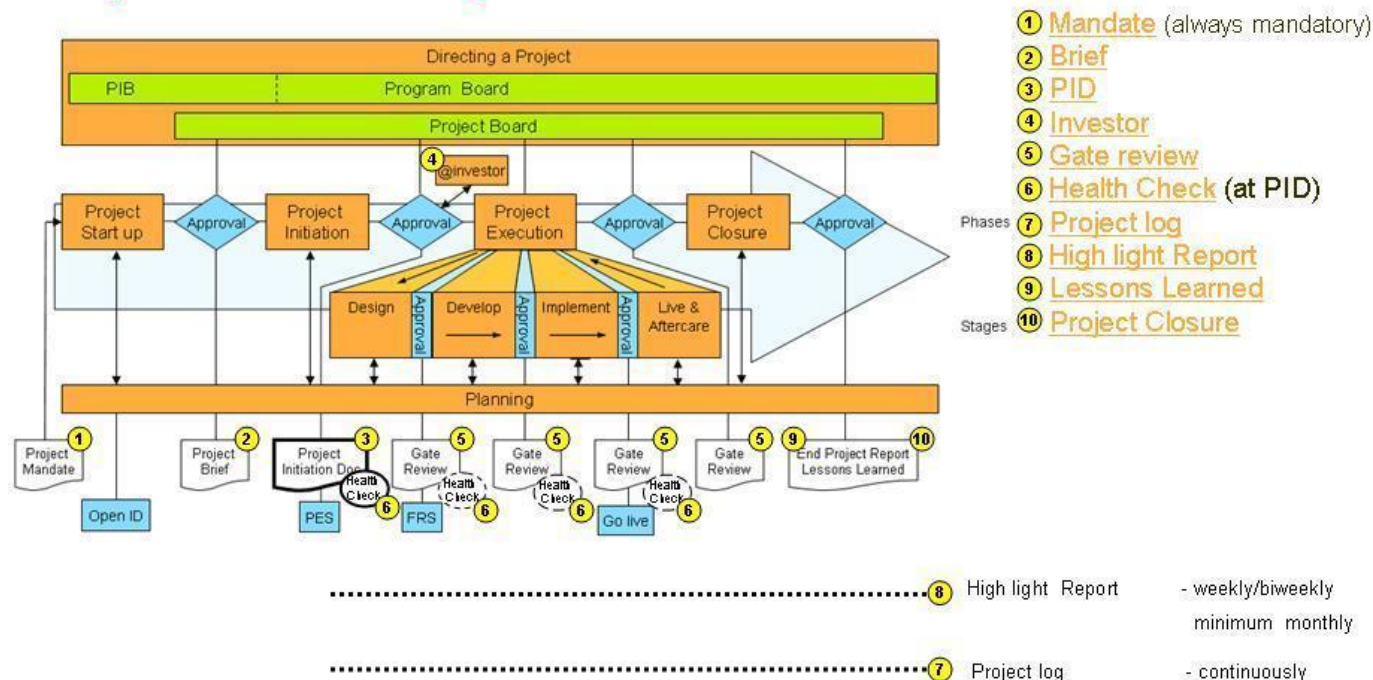 Directing a Project
PIB
Program Board
Project Board
4
@investor
Project
Start up
Approval
Project
Initiation
Approval
Project
Execution
Approval
Project
Closure
Approval
Phases
Design
Approval
Develop
Approval
Implement
Approval
Live &
Aftercare
Stages
Planning
1
Project
Mandate
2
Project
Brief
3
Project
Initiation Doc
Health
Check
6
5
Gate
Review
Health
Check
6
5
Gate
Review
Health
Check
6
5
Gate
Review
Health
Check
6
5
Gate
Review
9
10
End Project Report
Lessons Learned
Open ID
PES
FRS
Go live
1 Mandate (always mandatory)
2 Brief
3 PID
4 Investor
5 Gate review
6 Health Check (at PID)
7 Project log
8 High light Report
9 Lessons Learned
10 Project Closure
8 High light Report - weekly/biweekly
minimum monthly
7 Project log - continuously